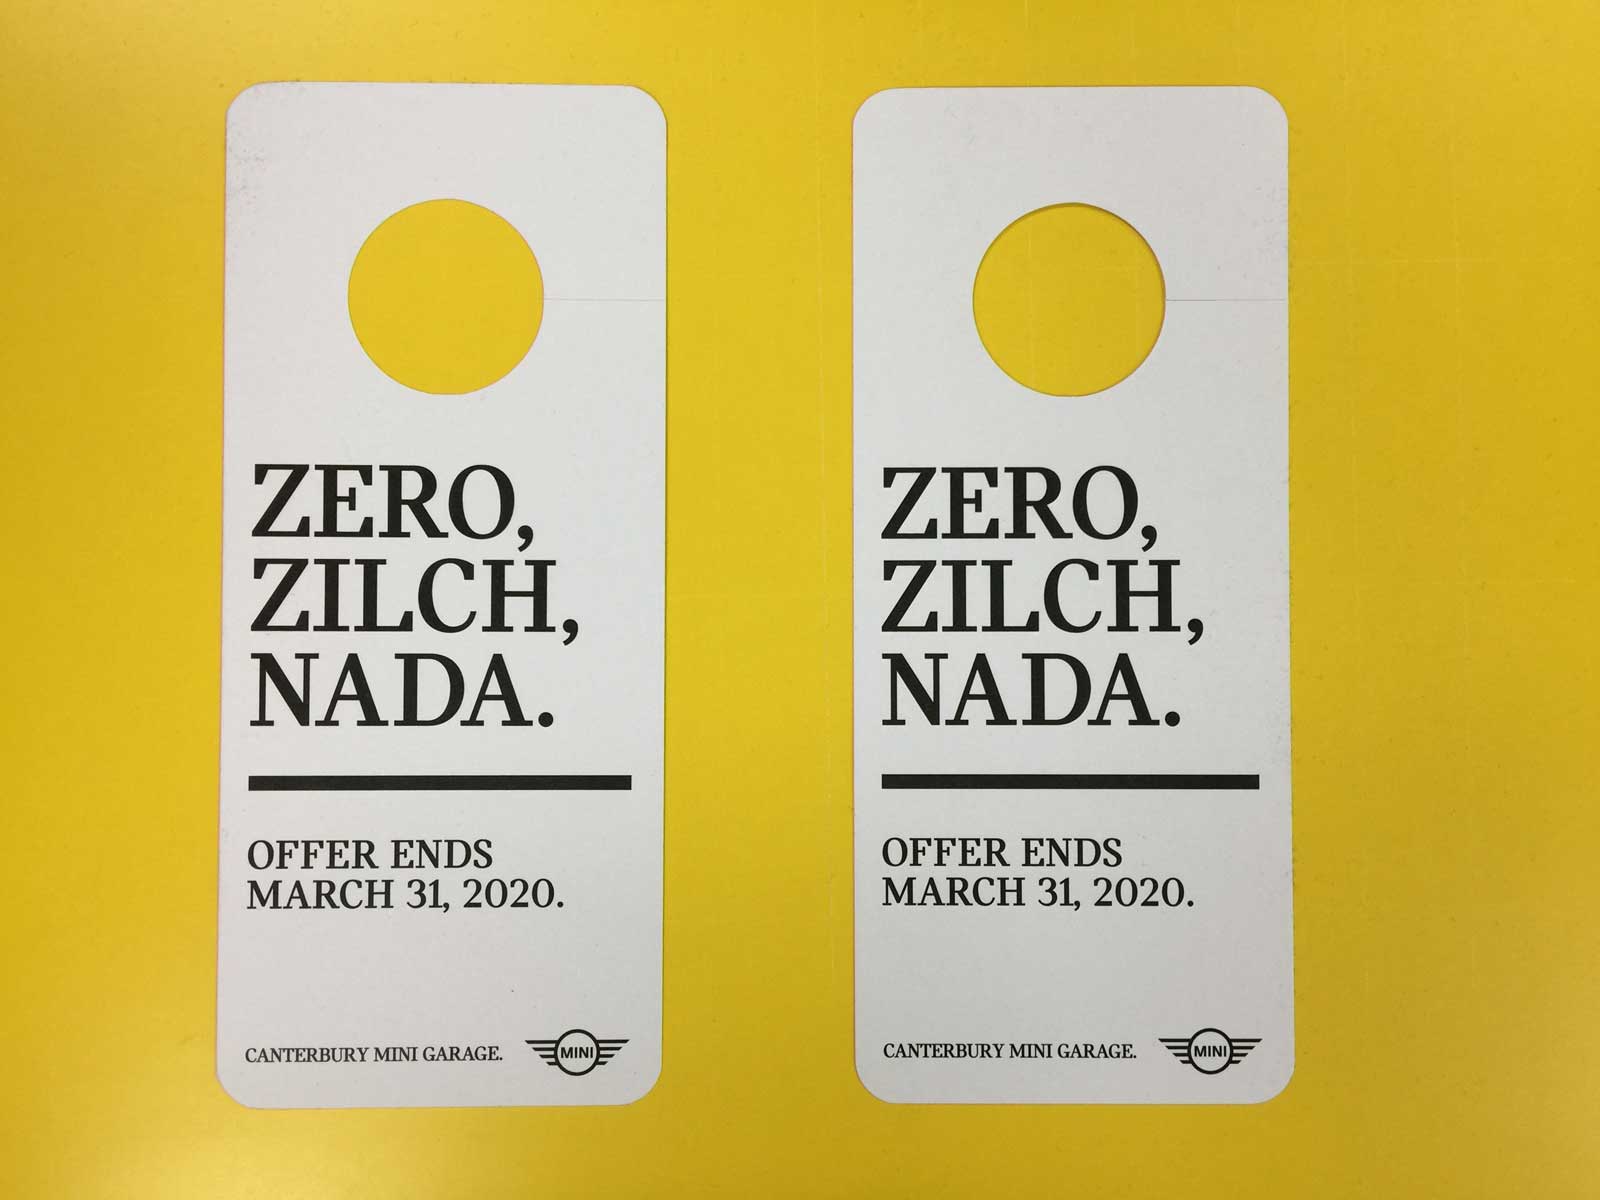 ZERO,
ZILCH,
NADA.
OFFER ENDS
MARCH 31, 2020.
CANTERBURY MINI GARAGE.
MINI
ZERO,
ZILCH,
NADA.
OFFER ENDS
MARCH 31, 2020.
CANTERBURY MINI GARAGE.
MINI